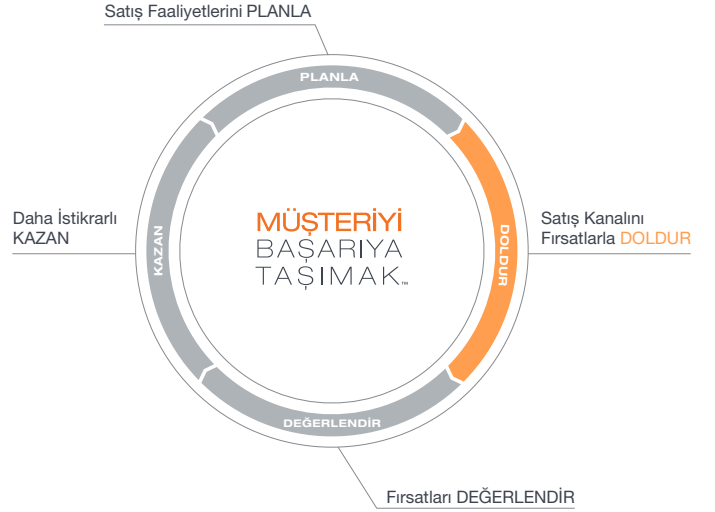 Satış Faaliyetlerini PLANLA
PLANLA
Daha İstikrarlı
KAZAN
KAZAN
MÜŞTERİYİ
BAŞARIYA
TAŞIMAK™
DOLDUR
Satış Kanalını
Fırsatlarla DOLDUR
DEĞERLENDİR
Fırsatları DEĞERLENDİR